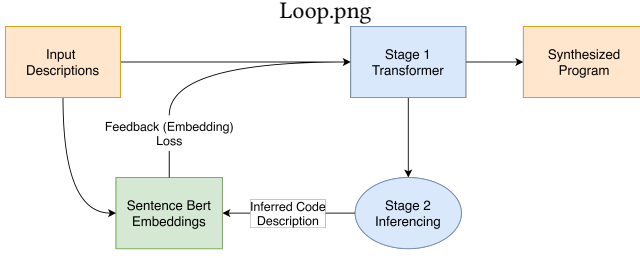 Loop.png
Input
Descriptions
Stage 1
Transformer
Synthesized
Program
Feedback (Embedding)
Loss
Sentence Bert
Embeddings
Inferred Code
Description
Stage 2
Inferencing